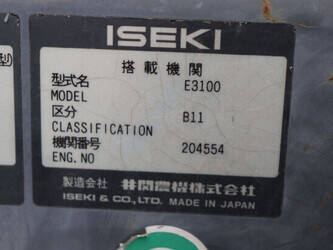 型)
ISEKI
搭載機関
型式名 E3100
MODEL
区分 B11
CLASSIFICATION
機関番号 204554
ENG. NO
製造会社 井関農機株式会社
ISEKI & CO., LTD. MADE IN JAPAN